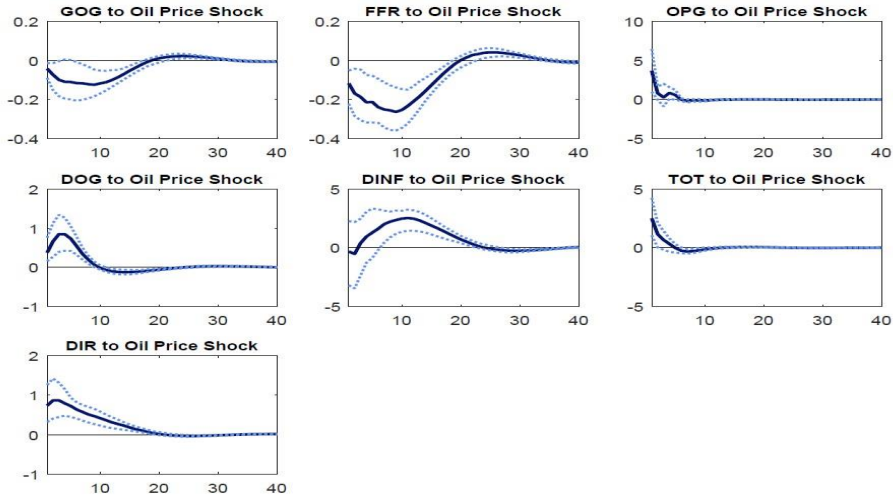 GOG to Oil Price Shock
0.2
0
-0.2
-0.4
10 20 30 40
FFR to Oil Price Shock
0.2
0
-0.2
-0.4
10 20 30 40
OPG to Oil Price Shock
10
5
0
-5
10 20 30 40
DOG to Oil Price Shock
2
1
0
-1
10 20 30 40
DINF to Oil Price Shock
5
0
-5
10 20 30 40
TOT to Oil Price Shock
5
0
-5
10 20 30 40
DIR to Oil Price Shock
2
1
0
-1
10 20 30 40